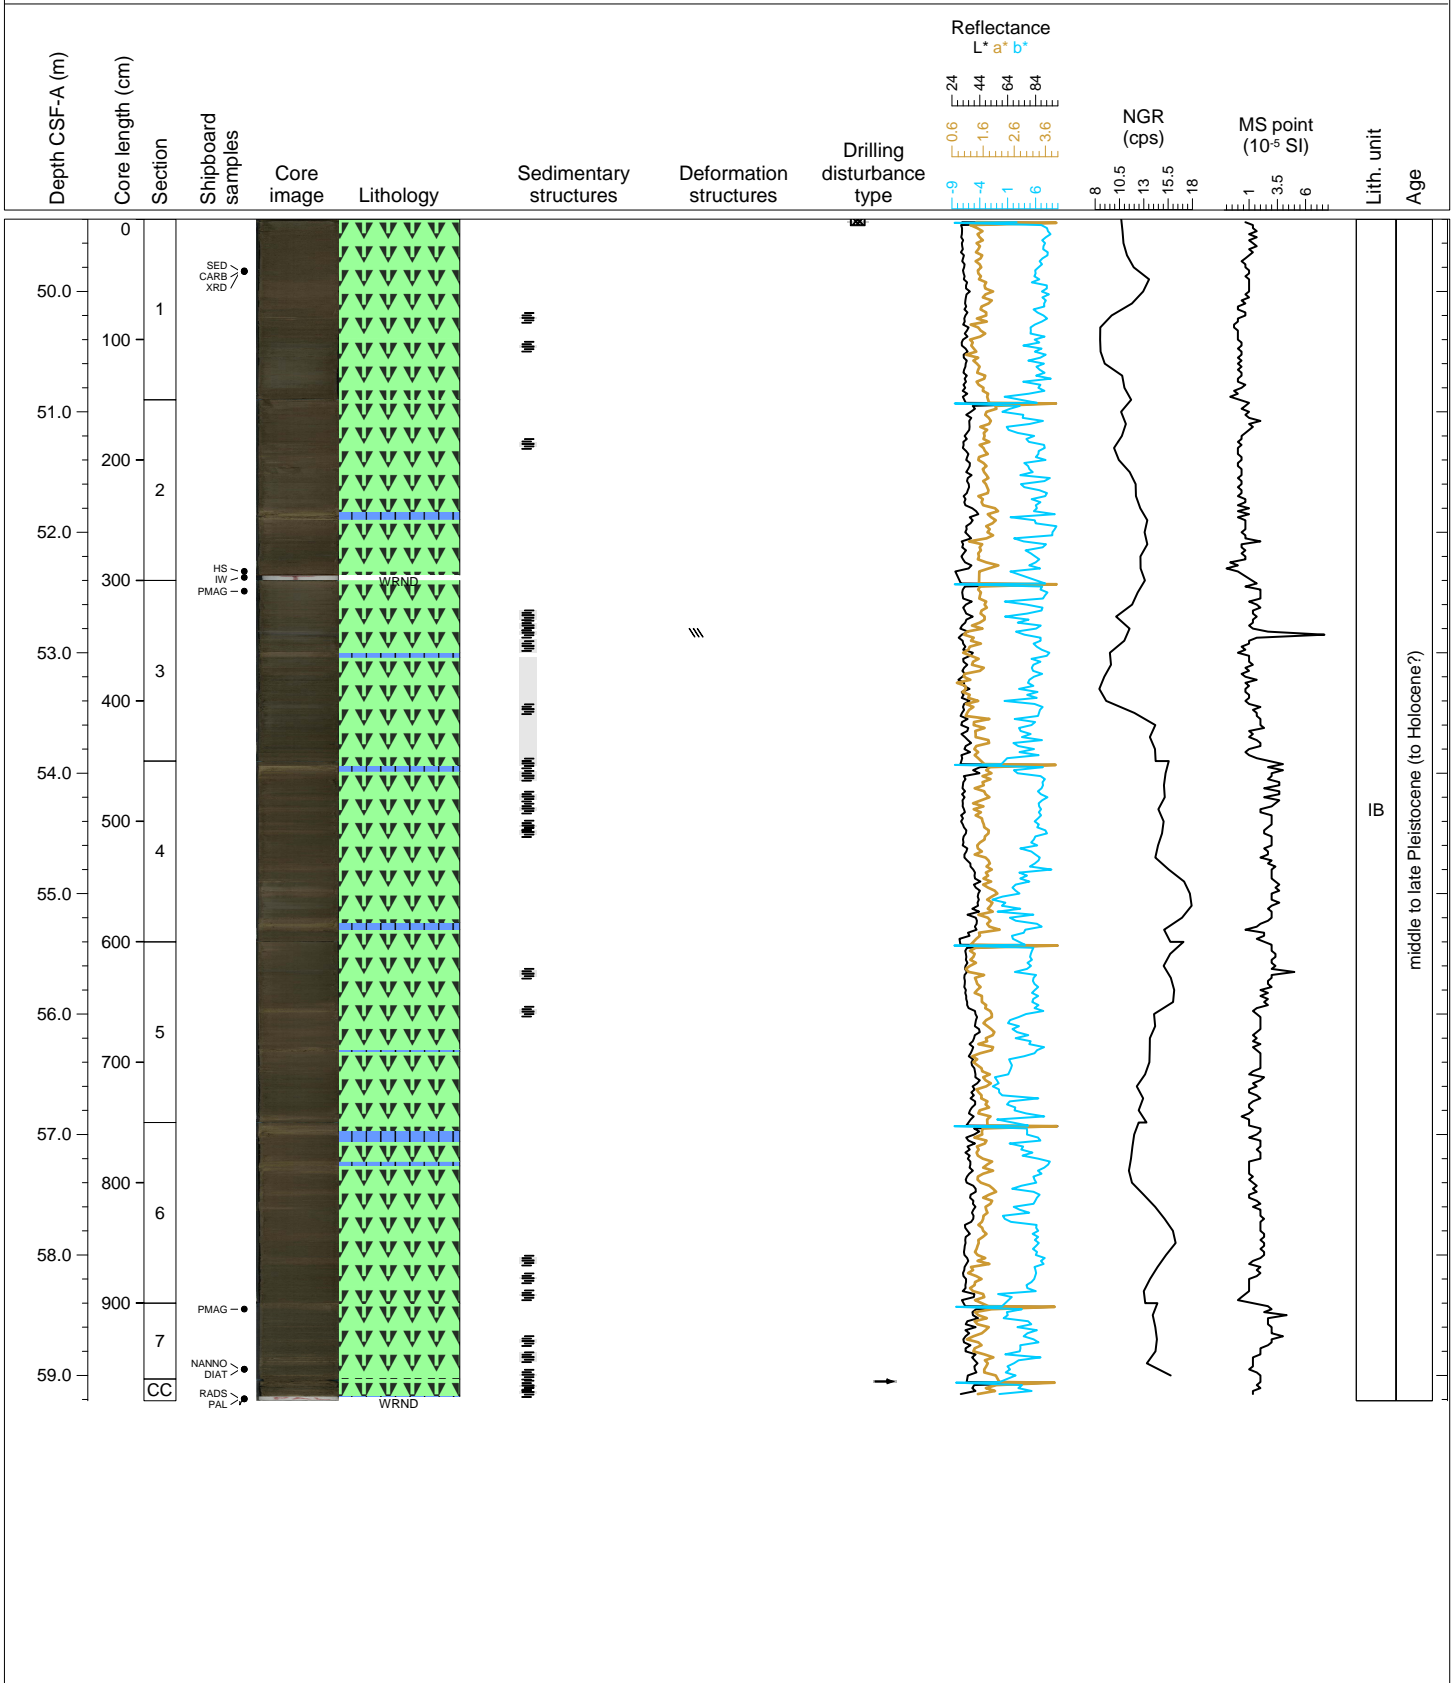 Depth CSF-A (m)
Core length (cm)
Section
Shipboard
samples
Core
image
Lithology
Sedimentary
structures
Deformation
structures
Drilling
disturbance
type
Reflectance
L* a* b*
24 44 64 84
0.6 1.6 2.6 3.6
-9 -4 1 6
NGR
(cps)
8 10.5 13 15.5 18
MS point
(10-5 SI)
1 3.5 6
Lith. unit
Age
0
SED
CARB
XRD
50.0
1
100
51.0
200
2
52.0
HS
IW
300
WRND
PMAG
53.0
3
400
54.0
500
IB
4
55.0
600
56.0
5
700
57.0
800
6
58.0
900
PMAG
7
NANNO
DIAT
59.0
CC
RADS
PAL
WRND
middle to late Pleistocene (to Holocene?)